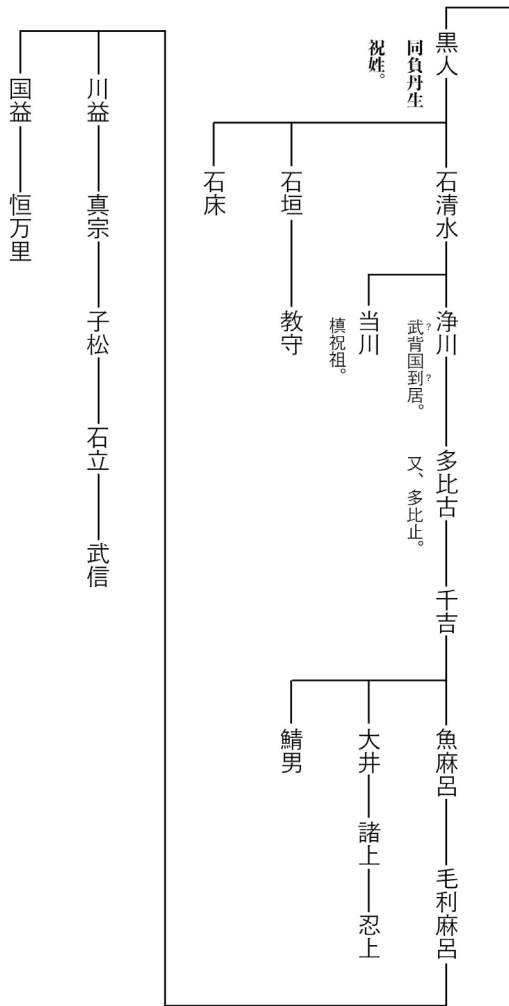 黒人
同負丹生
祝姓。
石清水
石垣
石床
教守
浄川
武背国到居。
？
？
当川
槙祝祖。
多比古
又、多比止。
千吉
魚麻呂
大井
鯖男
諸上
忍上
毛利麻呂
川益
真宗
子松
石立
武信
国益
恒万里